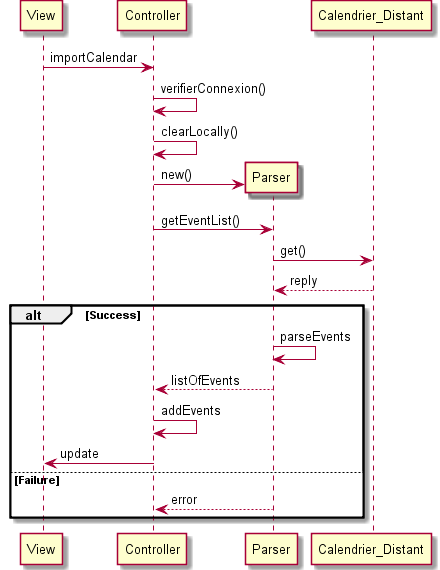 View Controller Calendrier_Distant
importCalendar
verifierConnexion()
clearLocally()
new()
Parser
getEventList()
get()
reply
alt [Success]
parseEvents
listOfEvents
addEvents
update
[Failure]
error
View Controller Parser Calendrier_Distant